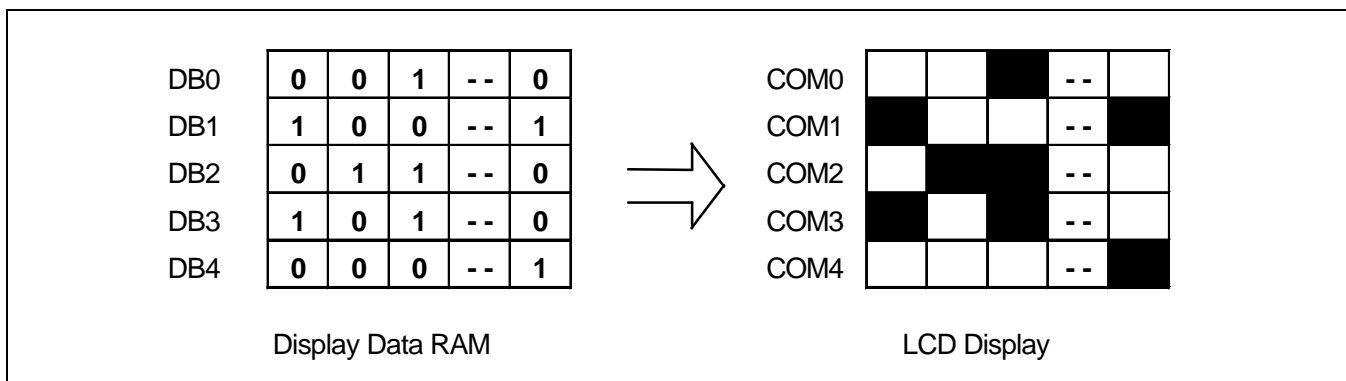 DB0 0 0 1 - - 0 COM0 - -
DB1 1 0 0 - - 1 COM1 - -
DB2 0 1 1 - - 0 COM2 - -
DB3 1 0 1 - - 0 COM3 - -
DB4 0 0 0 - - 1 COM4 - -
Display Data RAM LCD Display